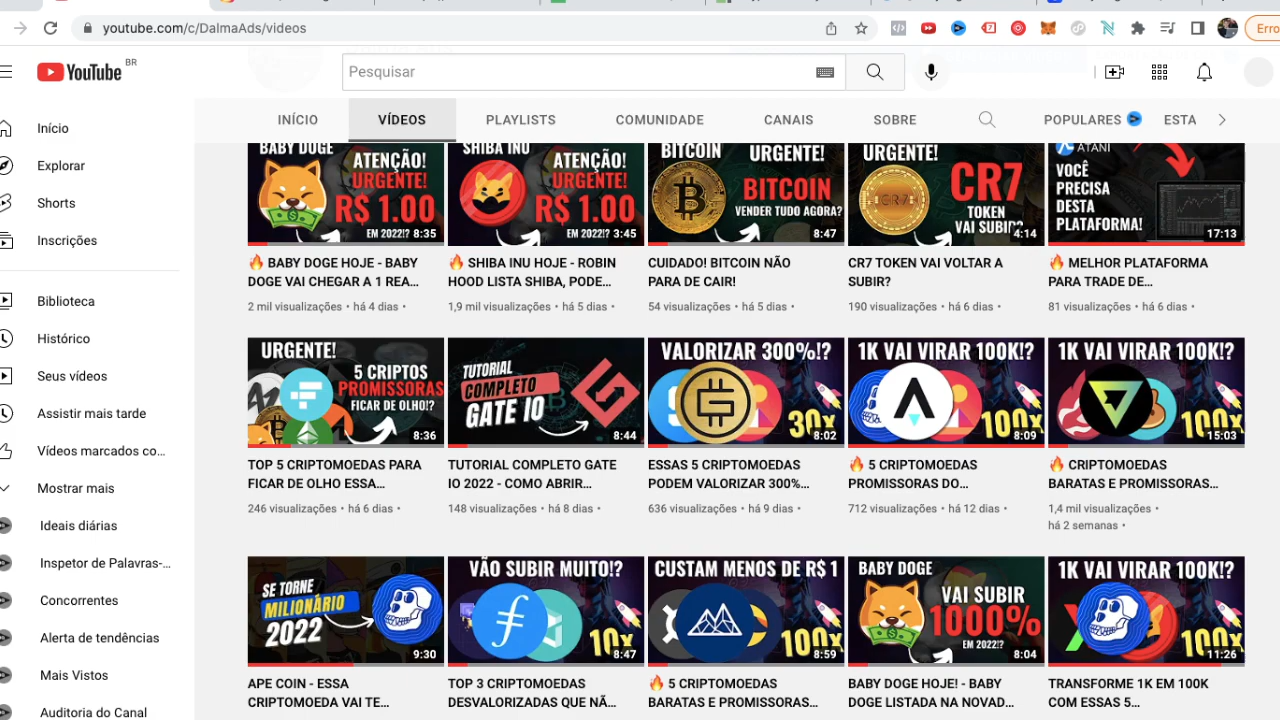 youtube.com/c/DalmaAds/videos
Erro
YouTube BR
Pesquisar
INÍCIO VÍDEOS PLAYLISTS COMUNIDADE CANAIS SOBRE POPULARES ESTA
Início
Explorar
Shorts
Inscrições
Biblioteca
Histórico
Seus vídeos
Assistir mais tarde
Vídeos marcados co...
Mostrar mais
Ideais diárias
Inspetor de Palavras-...
Concorrentes
Alerta de tendências
Mais Vistos
Auditoria do Canal
BABY DOGE
ATENÇÃO!
URGENTE!
R$ 1.00
EM 2022!? 8:35
🔥 BABY DOGE HOJE - BABY
DOGE VAI CHEGAR A 1 REA...
2 mil visualizações • há 4 dias •
SHIBA INU
ATENÇÃO!
URGENTE!
R$ 1.00
EM 2022!? 3:45
🔥 SHIBA INU HOJE - ROBIN
HOOD LISTA SHIBA, PODE...
1,9 mil visualizações • há 5 dias •
BITCOIN
URGENTE!
BITCOIN
VENDER TUDO AGORA?
8:47
CUIDADO! BITCOIN NÃO
PARA DE CAIR!
54 visualizações • há 5 dias •
URGENTE!
CR7
CR7
TOKEN
VAI SUBIR?
4:14
CR7 TOKEN VAI VOLTAR A
SUBIR?
190 visualizações • há 6 dias •
ATANI
VOCÊ
PRECISA
DESTA
PLATAFORMA!
17:13
🔥 MELHOR PLATAFORMA
PARA TRADE DE...
81 visualizações • há 6 dias •
URGENTE!
5 CRIPTOS
PROMISSORAS
FICAR DE OLHO!?
8:36
TOP 5 CRIPTOMOEDAS PARA
FICAR DE OLHO ESSA...
246 visualizações • há 6 dias •
TUTORIAL
COMPLETO
GATE IO
8:44
TUTORIAL COMPLETO GATE
IO 2022 - COMO ABRIR...
148 visualizações • há 8 dias •
VALORIZAR 300%!?
30x
8:02
ESSAS 5 CRIPTOMOEDAS
PODEM VALORIZAR 300%...
636 visualizações • há 9 dias •
1K VAI VIRAR 100K!?
100x
8:09
🔥 5 CRIPTOMOEDAS
PROMISSORAS DO...
712 visualizações • há 12 dias •
1K VAI VIRAR 100K!?
100x
15:03
🔥 CRIPTOMOEDAS
BARATAS E PROMISSORAS...
1,4 mil visualizações •
há 2 semanas •
SE TORNE
MILIONÁRIO
2022
9:30
APE COIN - ESSA
CRIPTOMOEDA VAI TE...
VÃO SUBIR MUITO!?
10x
8:47
TOP 3 CRIPTOMOEDAS
DESVALORIZADAS QUE NÃ...
CUSTAM MENOS DE R$ 1
100x
8:59
🔥 5 CRIPTOMOEDAS
BARATAS E PROMISSORAS...
BABY DOGE
VAI SUBIR
1000%
EM 2022!?
8:04
BABY DOGE HOJE! - BABY
DOGE LISTADA NA NOVAD...
1K VAI VIRAR 100K!?
100x
11:26
TRANSFORME 1K EM 100K
COM ESSAS 5...